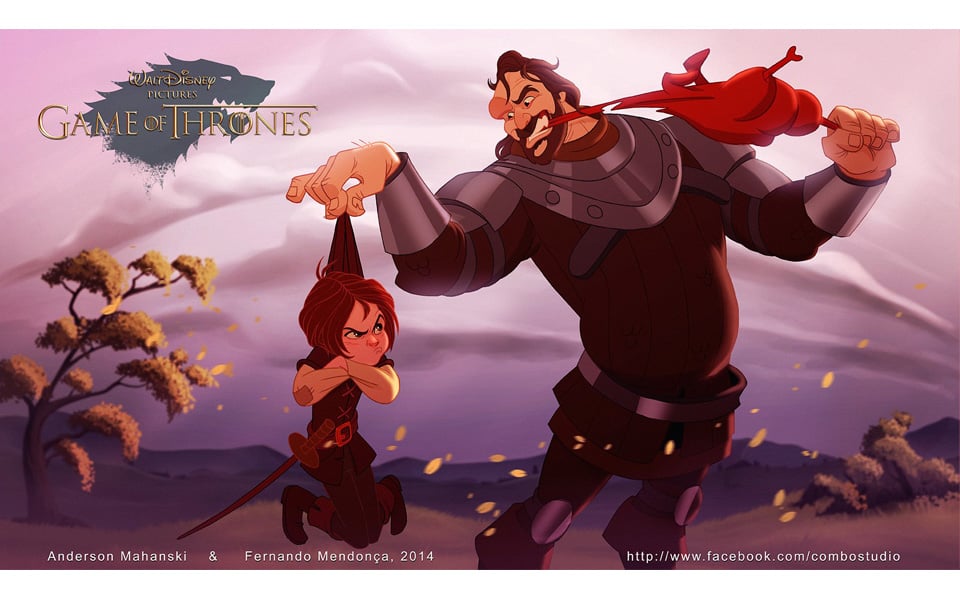 Walt Disney
PICTURES
GAME OF THRONES
Anderson Mahanski & Fernando Mendonça, 2014
http://www.facebook.com/combostudio